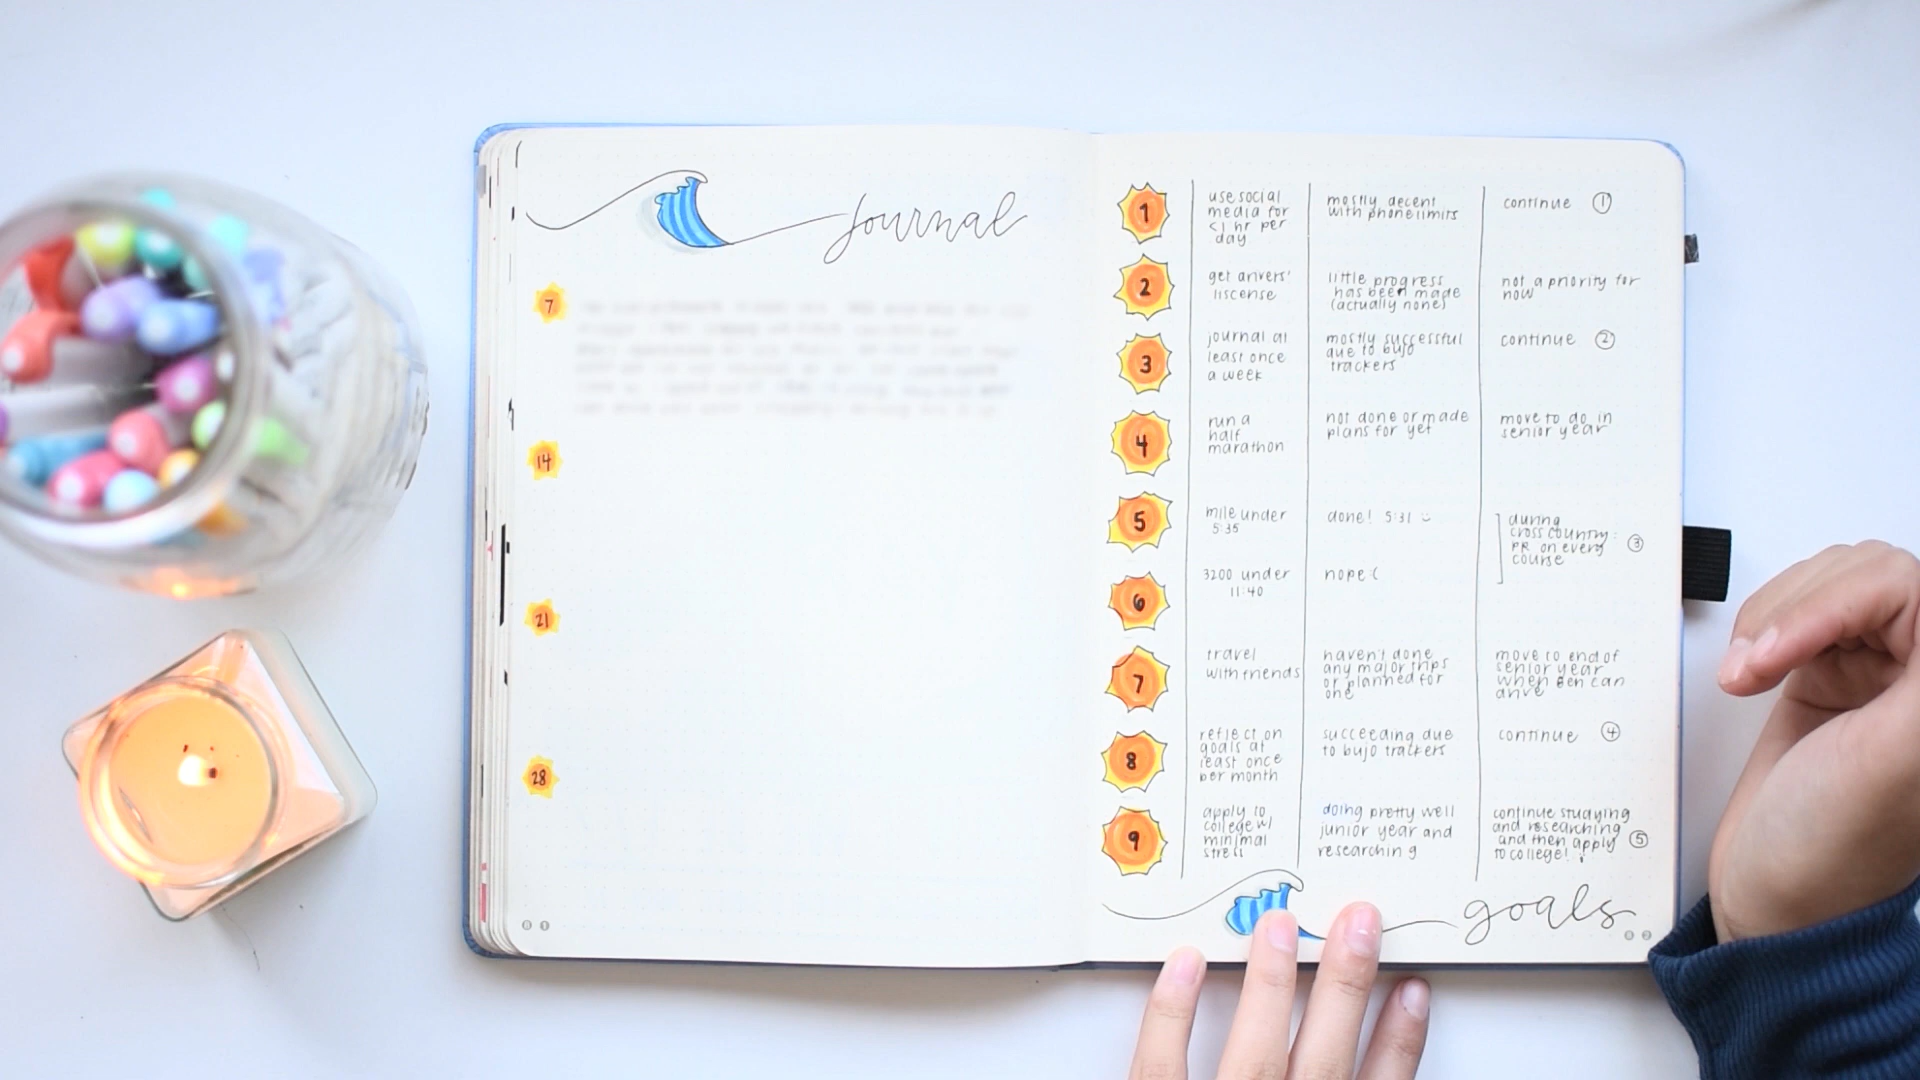 journal
7
14
21
28
8 1
1
use social
media for
<1 hr per
day
mostly decent
with phone limits
continue 1
2
get drivers'
liscense
little progress
has been made
(actually none)
not a priority for
now
3
journal at
least once
a week
mostly successful
due to bujo
trackers
continue 2
4
run a
half
marathon
not done or made
plans for yet
move to do in
senior year
5
mile under
5:35
done! 5:31
during
cross country:
PR on every
course
3
6
3200 under
11:40
nope :(
7
travel
with friends
haven't done
any major trips
or planned for
one
move to end of
senior year
when can
drive
8
reflect on
goals at
least once
per month
succeeding due
to bujo trackers
continue 4
9
apply to
college w/
minimal
stress
doing pretty well
junior year and
researching
continue studying
and researching
and then apply
to college!
5
goals
8 2